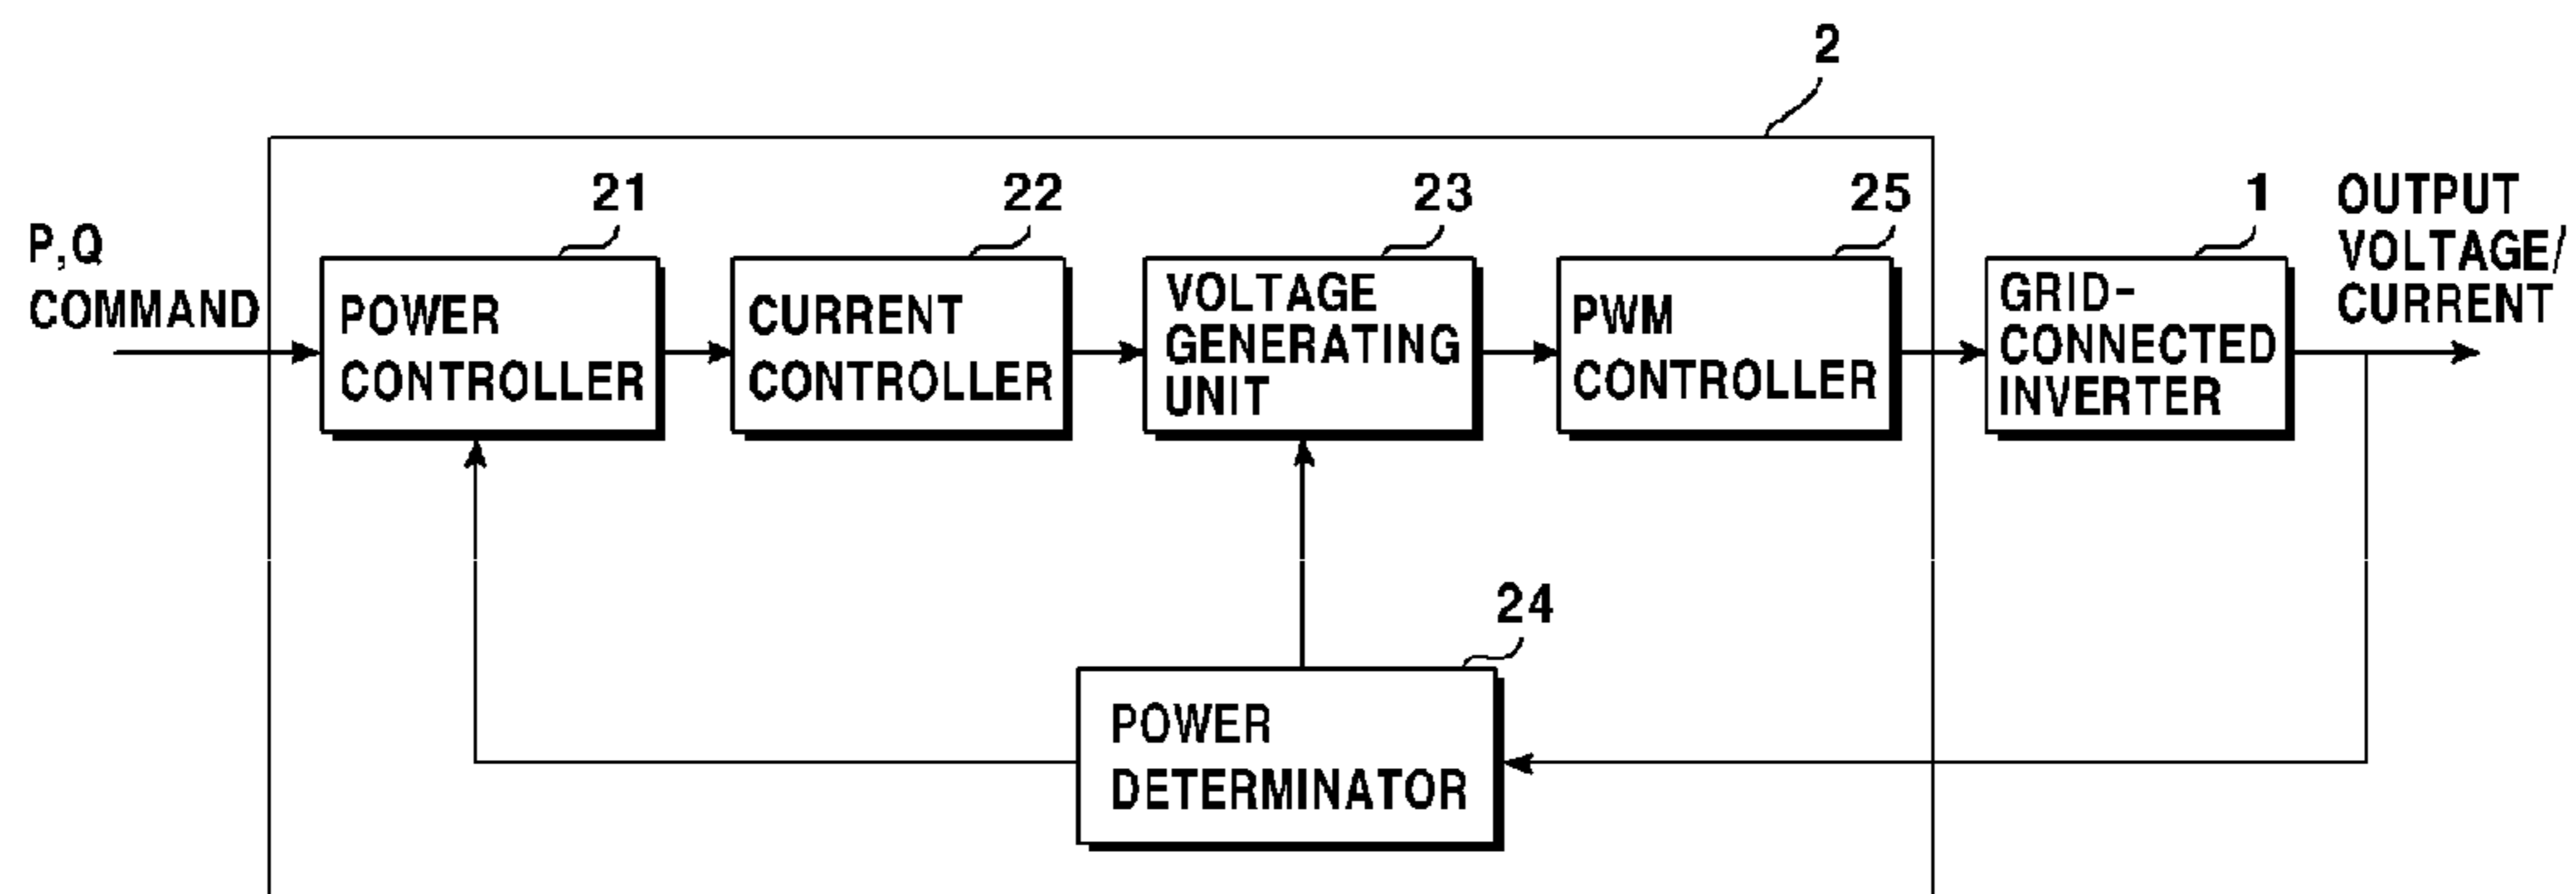 2
21
22
23
25
1
OUTPUT
VOLTAGE/
CURRENT
P,Q
COMMAND
POWER
CONTROLLER
CURRENT
CONTROLLER
VOLTAGE
GENERATING
UNIT
PWM
CONTROLLER
GRID-
CONNECTED
INVERTER
24
POWER
DETERMINATOR